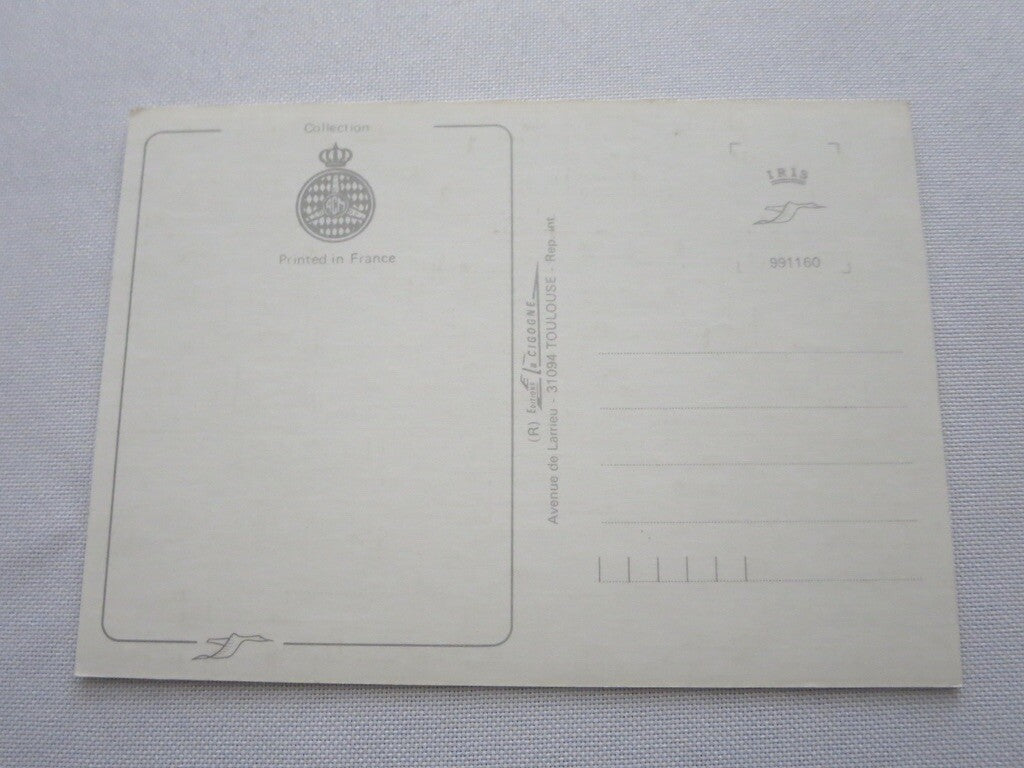 Collection
Printed in France
(R) Editions La CIGOGNE
Avenue de Larrieu - 31094 TOULOUSE - Rep. int.
IRIS
991160